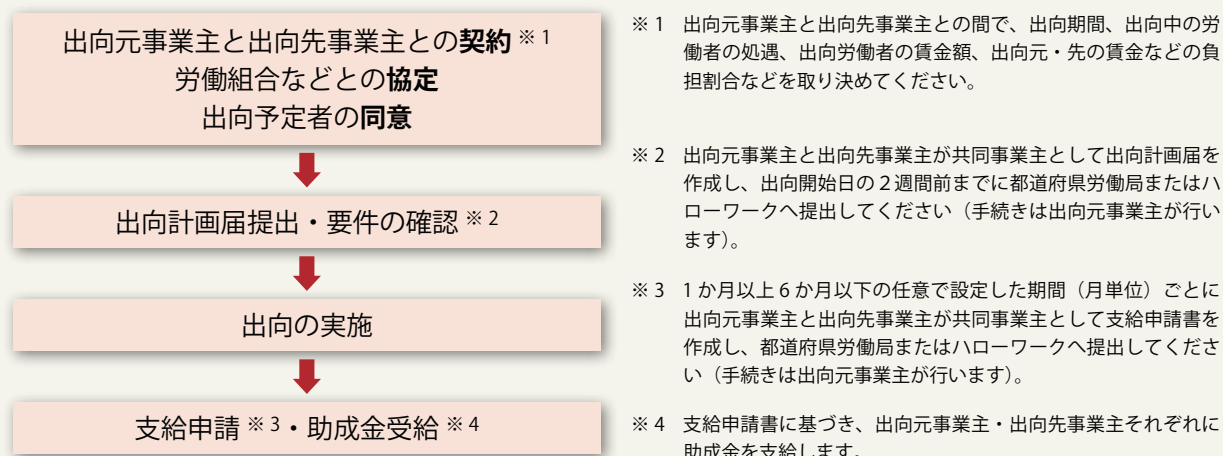 出向元事業主と出向先事業主との契約 ※1
労働組合などとの協定
出向予定者の同意
出向計画届提出・要件の確認 ※2
出向の実施
支給申請 ※3・助成金受給 ※4
※1 出向元事業主と出向先事業主との間で、出向期間、出向中の労
働者の処遇、出向労働者の賃金額、出向元・先の賃金などの負
担割合などを取り決めてください。
※2 出向元事業主と出向先事業主が共同事業主として出向計画届を
作成し、出向開始日の2週間前までに都道府県労働局またはハ
ローワークへ提出してください（手続きは出向元事業主が行い
ます）。
※3 1か月以上6か月以下の任意で設定した期間（月単位）ごとに
出向元事業主と出向先事業主が共同事業主として支給申請書を
作成し、都道府県労働局またはハローワークへ提出してくださ
い（手続きは出向元事業主が行います）。
※4 支給申請書に基づき、出向元事業主・出向先事業主それぞれに
助成金を支給します。